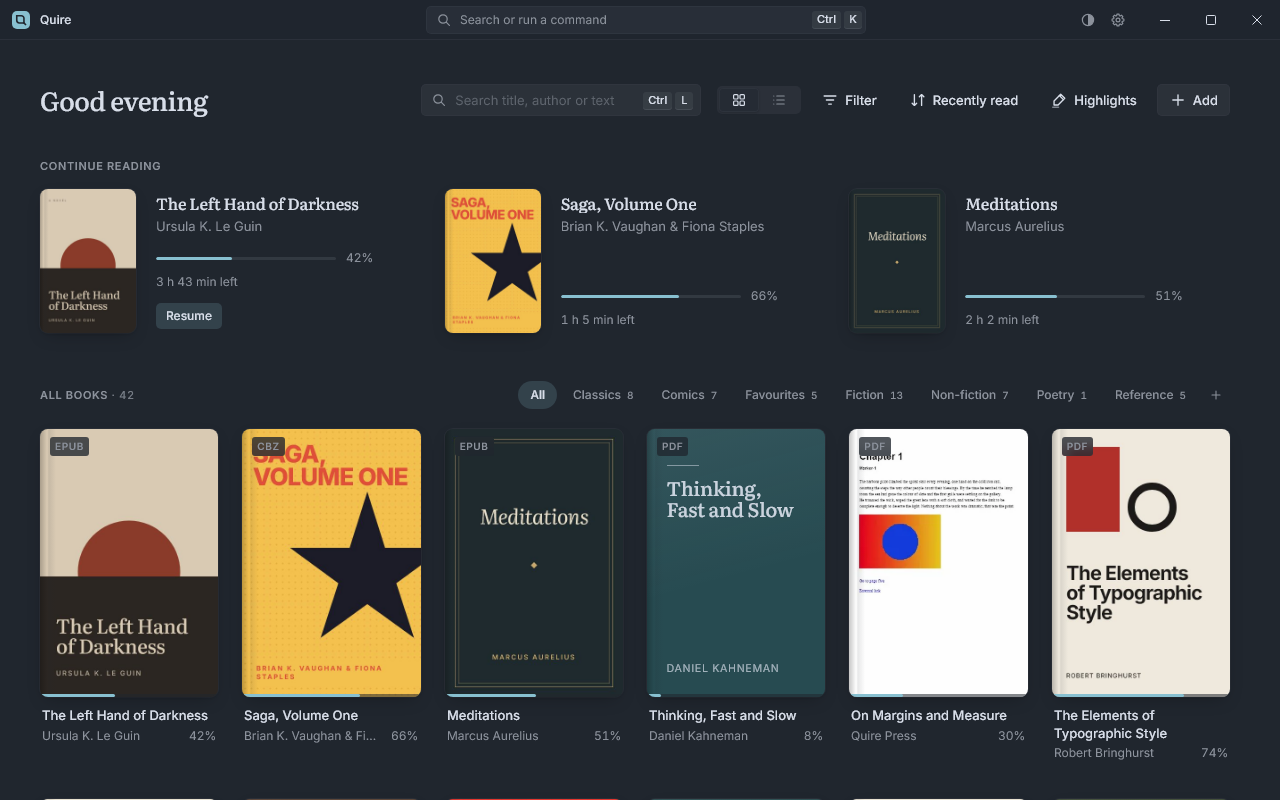 Quire
Search or run a command
Ctrl K
Good evening
Search title, author or text
Ctrl L
Filter
Recently read
Highlights
Add
CONTINUE READING
The Left Hand
of Darkness
URSULA K. LE GUIN
The Left Hand of Darkness
Ursula K. Le Guin
42%
3 h 43 min left
Resume
SAGA,
VOLUME ONE
BRIAN K. VAUGHAN & FIONA
STAPLES
Saga, Volume One
Brian K. Vaughan & Fiona Staples
66%
1 h 5 min left
Meditations
MARCUS AURELIUS
Meditations
Marcus Aurelius
51%
2 h 2 min left
ALL BOOKS · 42
All
Classics 8
Comics 7
Favourites 5
Fiction 13
Non-fiction 7
Poetry 1
Reference 5
EPUB
The Left Hand
of Darkness
URSULA K. LE GUIN
The Left Hand of Darkness
Ursula K. Le Guin 42%
CBZ
SAGA,
VOLUME ONE
BRIAN K. VAUGHAN & FIONA
STAPLES
Saga, Volume One
Brian K. Vaughan & Fi... 66%
EPUB
Meditations
MARCUS AURELIUS
Meditations
Marcus Aurelius 51%
PDF
Thinking,
Fast and Slow
DANIEL KAHNEMAN
Thinking, Fast and Slow
Daniel Kahneman 8%
PDF
Chapter 1
On Margins and Measure
Quire Press 30%
PDF
The Elements
of Typographic
Style
ROBERT BRINGHURST
The Elements of
Typographic Style
Robert Bringhurst 74%